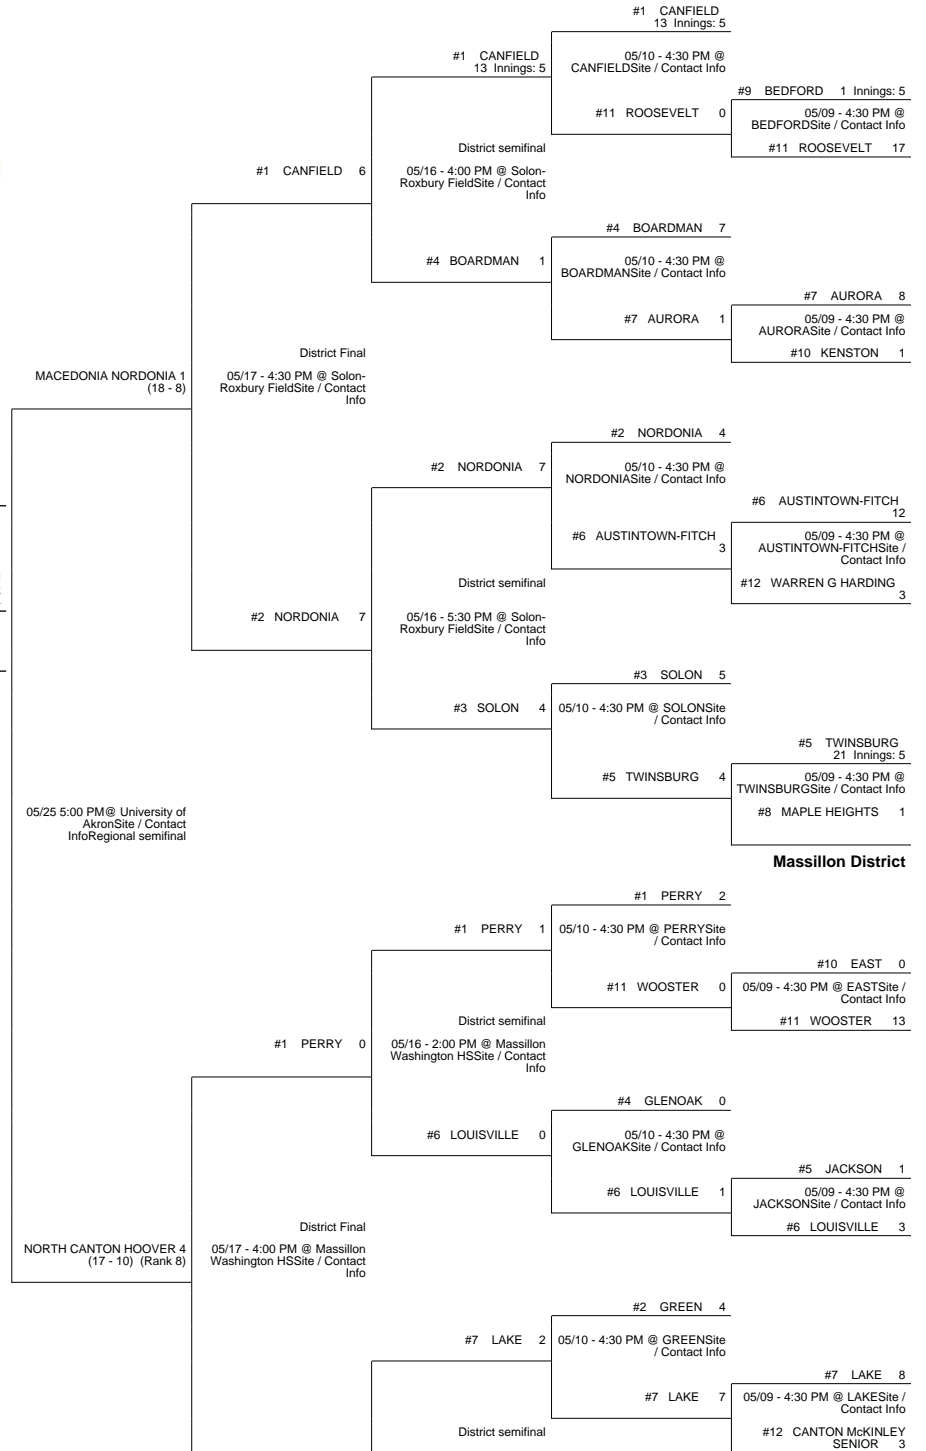 #1 CANFIELD
13 Innings: 5
#1 CANFIELD
13 Innings: 5
05/10 - 4:30 PM @
CANFIELDSite / Contact Info
#9 BEDFORD 1 Innings: 5
#11 ROOSEVELT 0
05/09 - 4:30 PM @
BEDFORDSite / Contact Info
District semifinal
#11 ROOSEVELT 17
#1 CANFIELD 6
05/16 - 4:00 PM @ Solon-
Roxbury FieldSite / Contact
Info
#4 BOARDMAN 7
#4 BOARDMAN 1
05/10 - 4:30 PM @
BOARDMANSite / Contact Info
#7 AURORA 8
#7 AURORA 1
05/09 - 4:30 PM @
AURORASite / Contact Info
District Final
#10 KENSTON 1
MACEDONIA NORDONIA 1
(18 - 8)
05/17 - 4:30 PM @ Solon-
Roxbury FieldSite / Contact
Info
#2 NORDONIA 4
#2 NORDONIA 7
05/10 - 4:30 PM @
NORDONIASite / Contact Info
#6 AUSTINTOWN-FITCH
12
#6 AUSTINTOWN-FITCH
3
05/09 - 4:30 PM @
AUSTINTOWN-FITCHSite /
Contact Info
District semifinal
#12 WARREN G HARDING
3
#2 NORDONIA 7
05/16 - 5:30 PM @ Solon-
Roxbury FieldSite / Contact
Info
#3 SOLON 5
#3 SOLON 4
05/10 - 4:30 PM @ SOLONSite
/ Contact Info
#5 TWINSBURG
21 Innings: 5
#5 TWINSBURG 4
05/09 - 4:30 PM @
TWINSBURGSite / Contact Info
05/25 5:00 PM@ University of
AkronSite / Contact
InfoRegional semifinal
#8 MAPLE HEIGHTS 1
Massillon District
#1 PERRY 2
#1 PERRY 1
05/10 - 4:30 PM @ PERRYSite
/ Contact Info
#10 EAST 0
#11 WOOSTER 0
05/09 - 4:30 PM @ EASTSite /
Contact Info
District semifinal
#11 WOOSTER 13
#1 PERRY 0
05/16 - 2:00 PM @ Massillon
Washington HSSite / Contact
Info
#4 GLENOAK 0
#6 LOUISVILLE 0
05/10 - 4:30 PM @
GLENOAKSite / Contact Info
#5 JACKSON 1
#6 LOUISVILLE 1
05/09 - 4:30 PM @
JACKSONSite / Contact Info
District Final
#6 LOUISVILLE 3
NORTH CANTON HOOVER 4
(17 - 10) (Rank 8)
05/17 - 4:00 PM @ Massillon
Washington HSSite / Contact
Info
#2 GREEN 4
#7 LAKE 2
05/10 - 4:30 PM @ GREENSite
/ Contact Info
#7 LAKE 8
#7 LAKE 7
05/09 - 4:30 PM @ LAKESite /
Contact Info
District semifinal
#12 CANTON McKINLEY
SENIOR 3